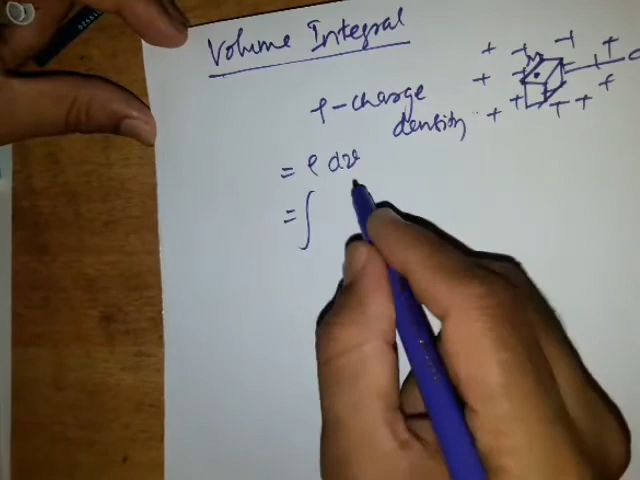 Volume Integral
ρ-charge
density
= ρ dv
= ∫